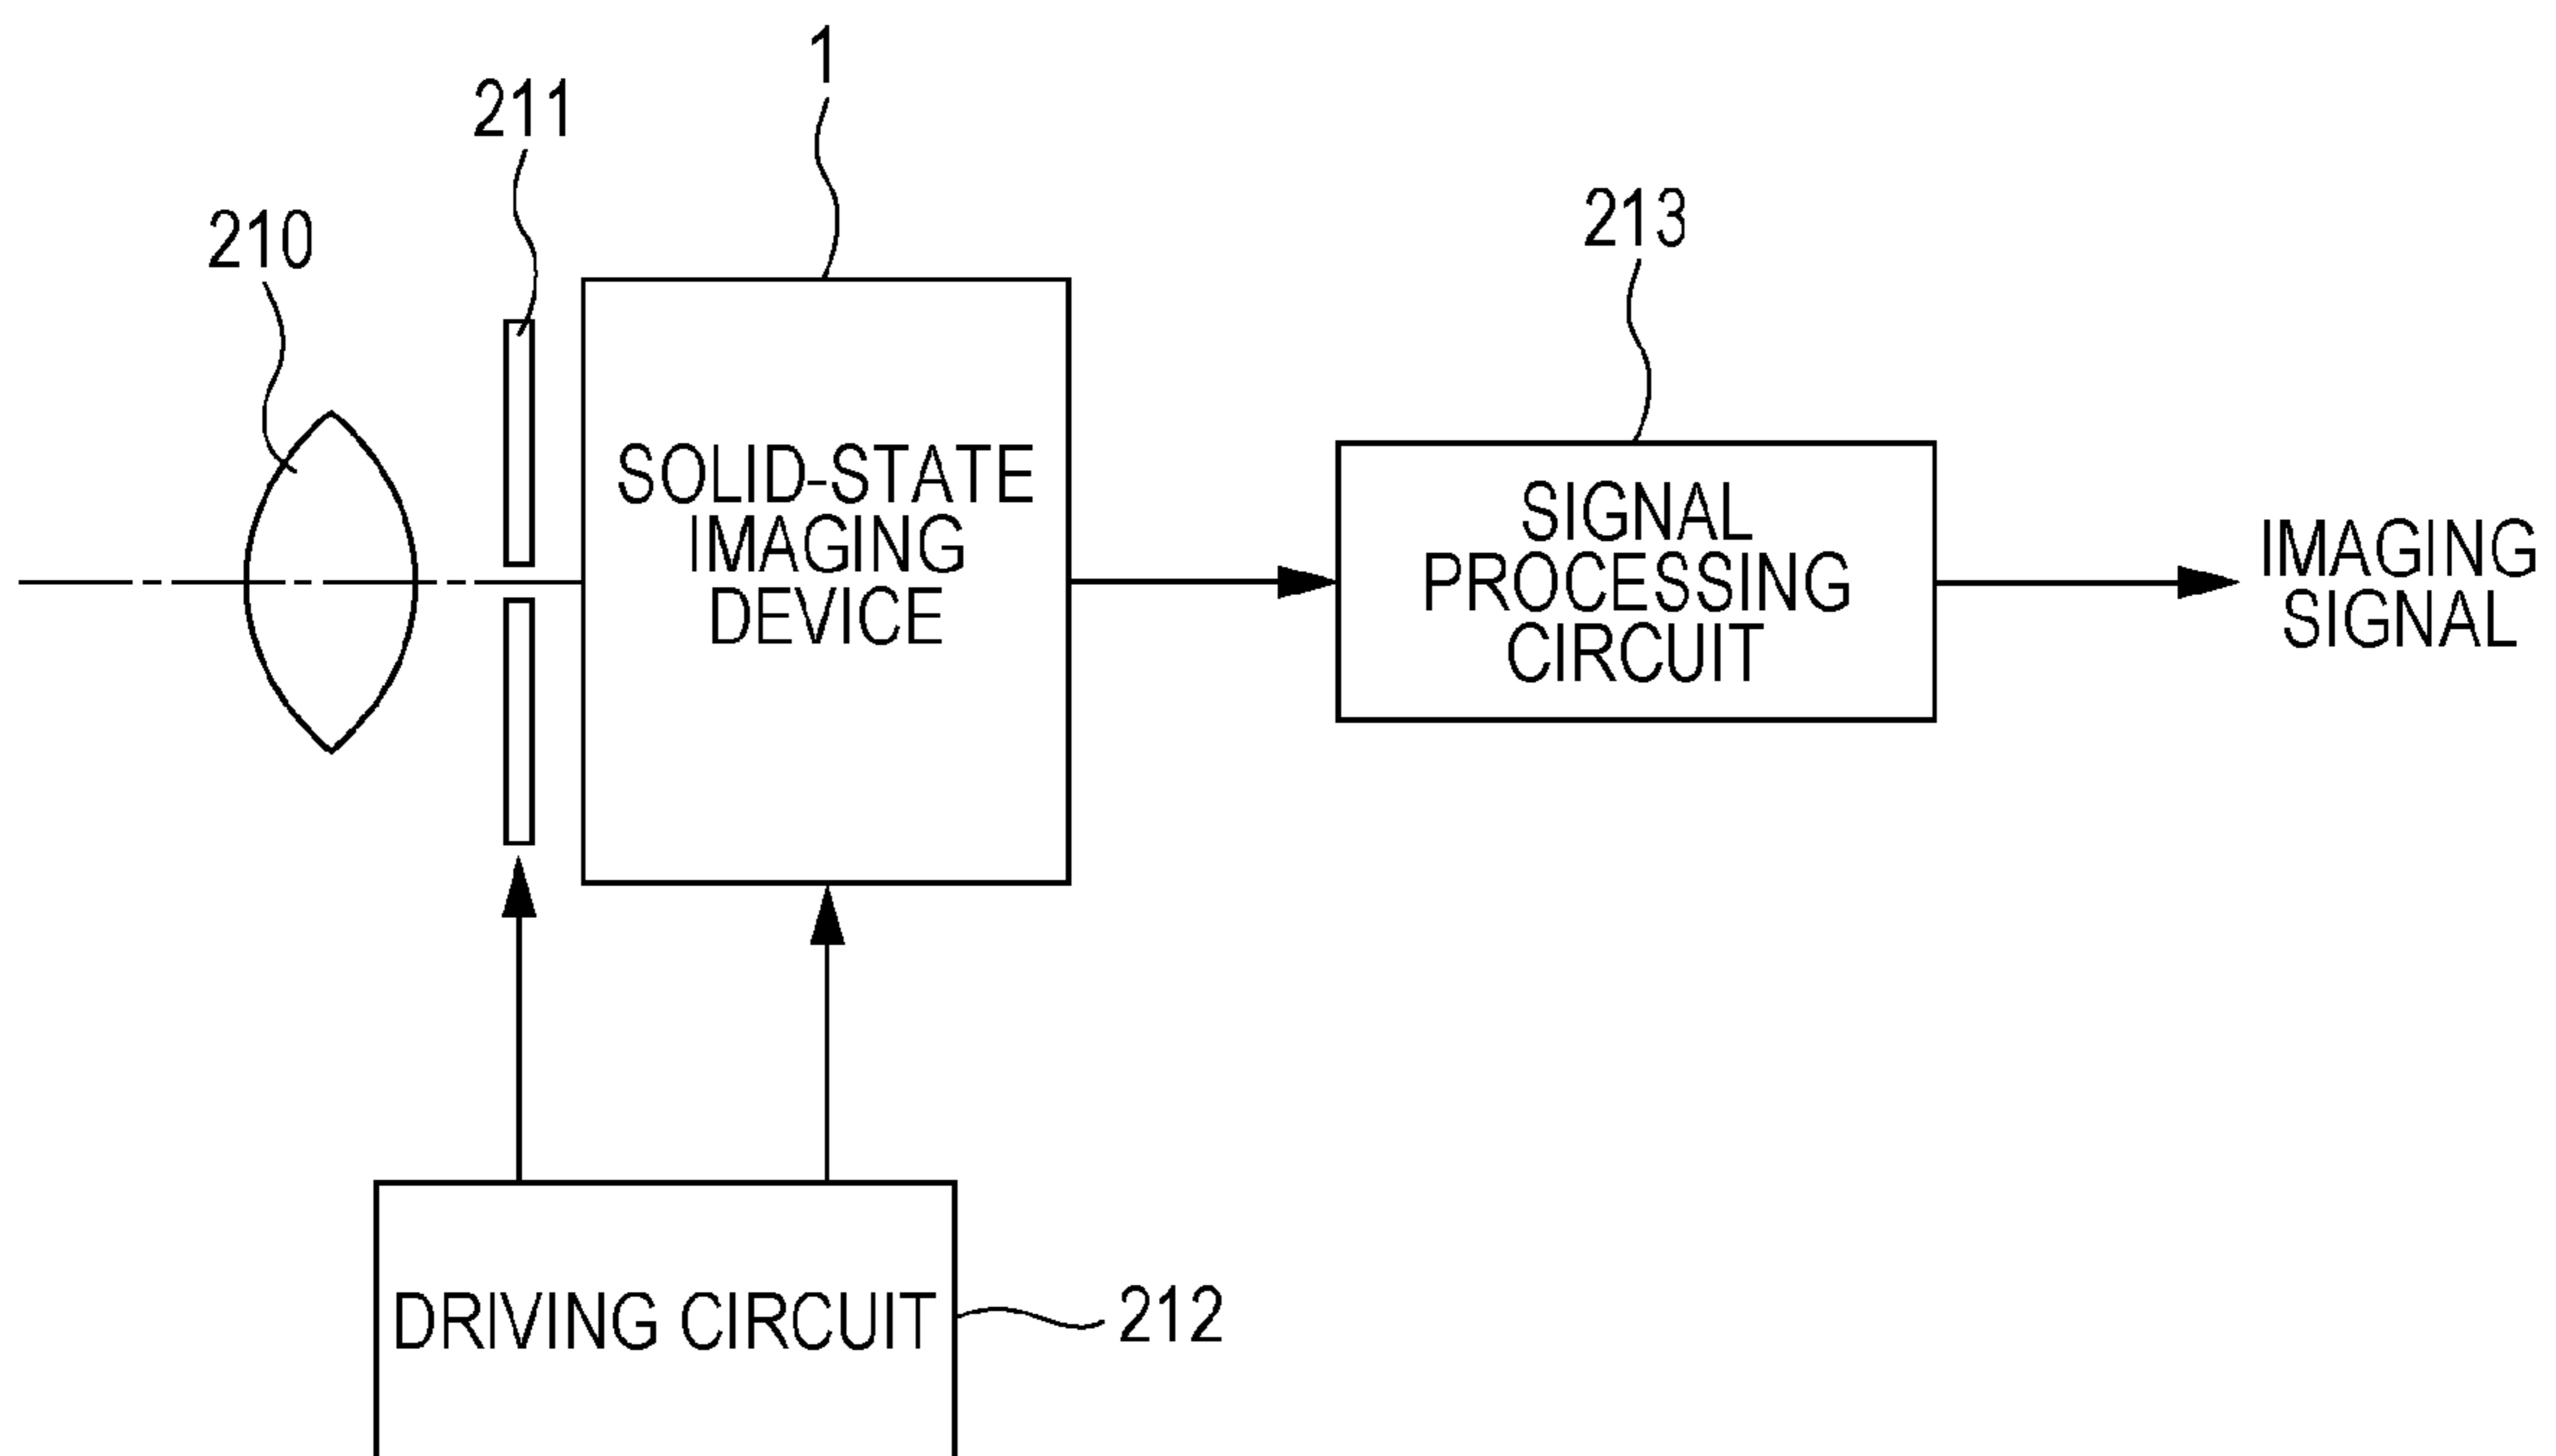 1
211
210
213
SOLID-STATE
IMAGING
DEVICE
SIGNAL
PROCESSING
CIRCUIT
IMAGING
SIGNAL
DRIVING CIRCUIT
212